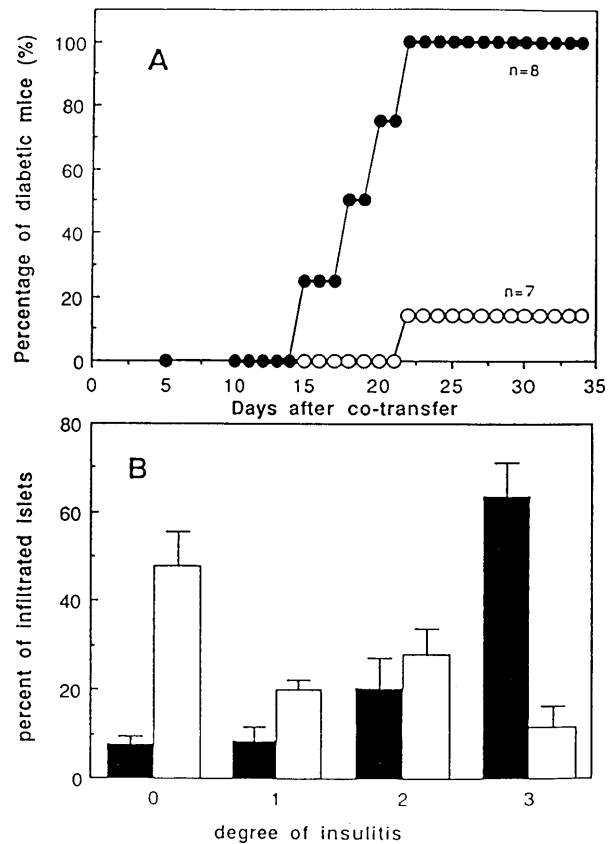 A
Percentage of diabetic mice (%)
100
80
60
40
20
0
n=8
n=7
0 5 10 15 20 25 30 35
Days after co-transfer
B
percent of infiltrated Islets
80
60
40
20
0
0 1 2 3
degree of insulitis